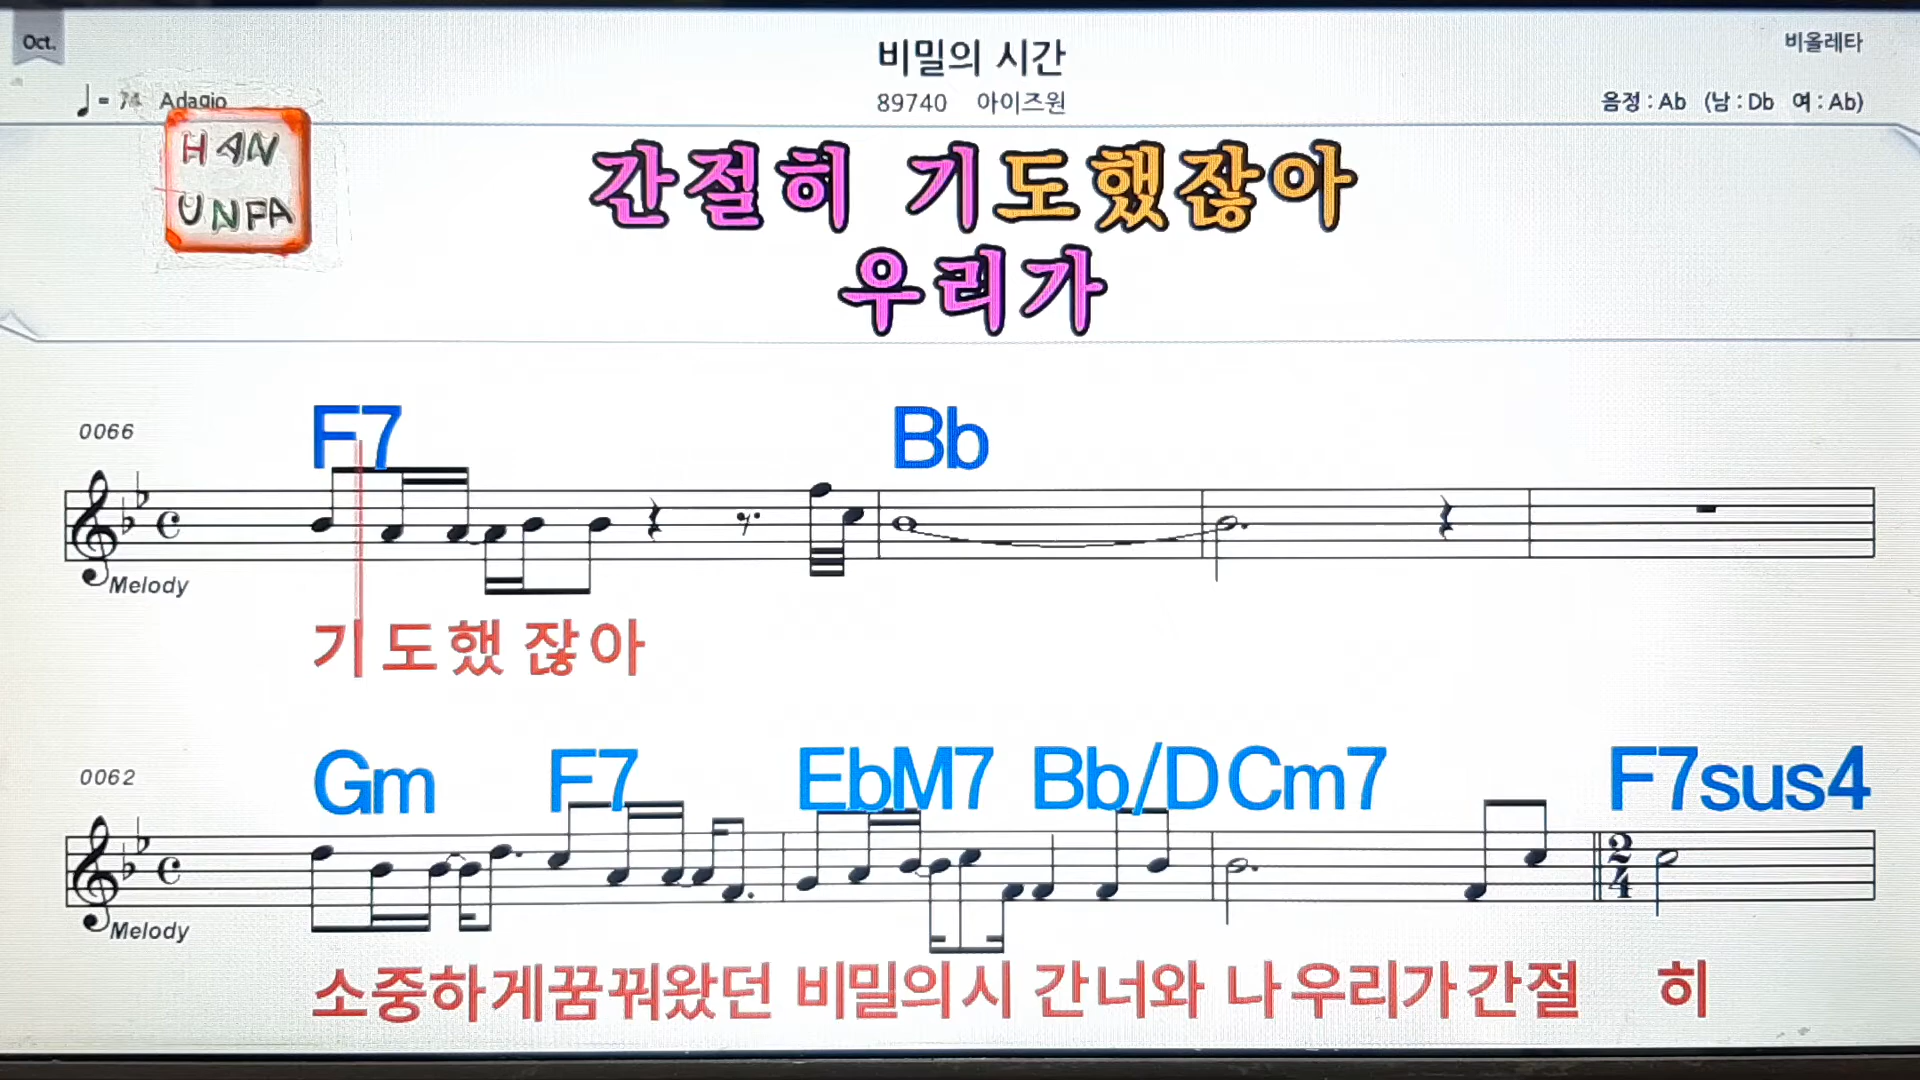 Oct.
비밀의 시간
비올레타
= 74 Adagio
89740 아이즈원
음정 : Ab (남 : Db 여 : Ab)
HAN
UNFA
간절히 기도했잖아
우리가
0066
F7 Bb
Melody
기도했잖아
0062
Gm F7 EbM7 Bb/D Cm7 F7sus4
2
4
Melody
소중하게꿈꿔왔던 비밀의시 간너와 나우리가간절 히